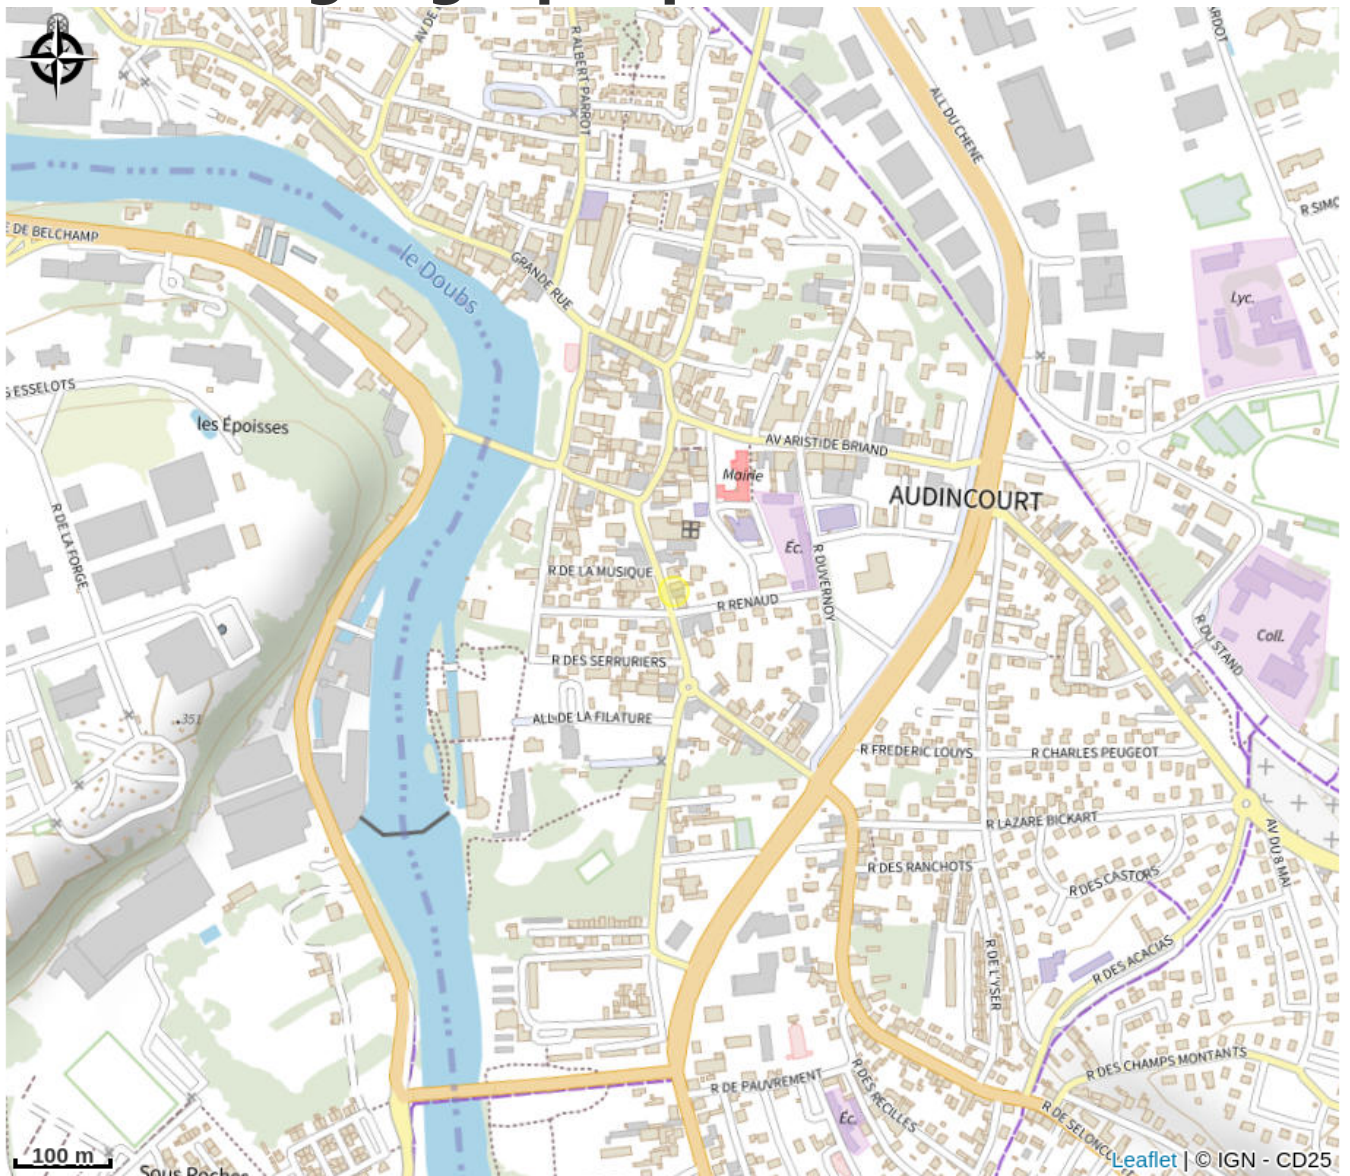 AV DE
R ALBERT PARROT
ALL DU CHENE
R SIMO
E DE BELCHAMP
le Doubs
GRANDE RUE
Lyc.
S ESSELOTS
les Époisses
AV ARISTIDE BRIAND
Mairie
AUDINCOURT
R DE LA FORGE
Éc.
R DUVERNOY
R DE LA MUSIQUE
R RENAUD
R DU STAND
Coll.
R DES SERRURIERS
351
ALL DE LA FILATURE
R FREDERIC LOUYS
R CHARLES PEUGEOT
R LAZARE BICKART
AV DU 8 MAI
R DES RANCHOTS
R DES CASTORS
R DE L'YSER
R DES ACACIAS
R DES CHAMPS MONTANTS
R DE PAUVREMENT
R DES RECILLES
Éc.
R DE SELONC
100 m
Sous Roches
Leaflet | © IGN - CD25